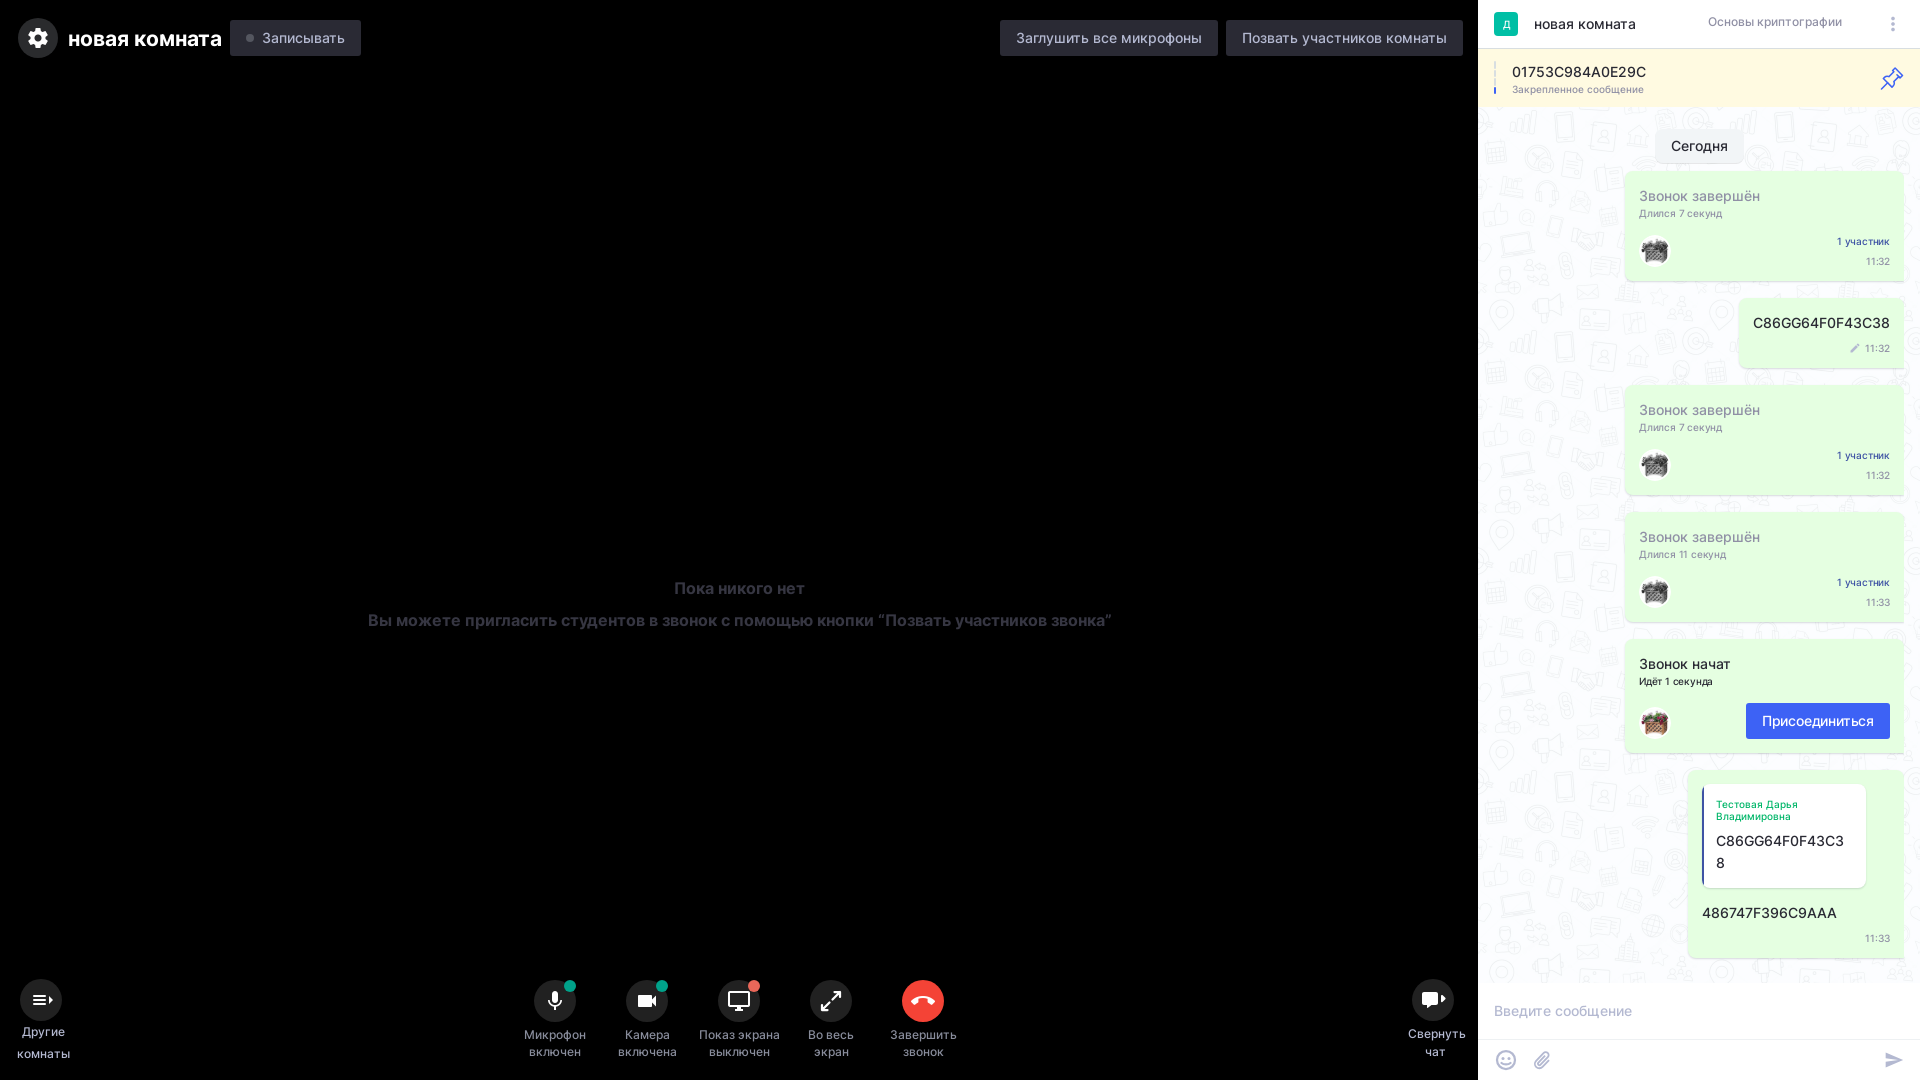 новая комната
Записывать
Заглушить все микрофоны
Позвать участников комнаты
Пока никого нет
Вы можете пригласить студентов в звонок с помощью кнопки “Позвать участников звонка”
Другие
комнаты
Микрофон
включен
Камера
включена
Показ экрана
выключен
Во весь
экран
Завершить
звонок
Свернуть
чат
Д
новая комната
Основы криптографии
01753C984A0E29C
Закрепленное сообщение
Сегодня
Звонок завершён
Длился 7 секунд
1 участник
11:32
C86GG64F0F43C38
11:32
Звонок завершён
Длился 7 секунд
1 участник
11:32
Звонок завершён
Длился 11 секунд
1 участник
11:33
Звонок начат
Идёт 1 секунда
Присоединиться
Тестовая Дарья
Владимировна
C86GG64F0F43C3
8
486747F396C9AAA
11:33
Введите сообщение